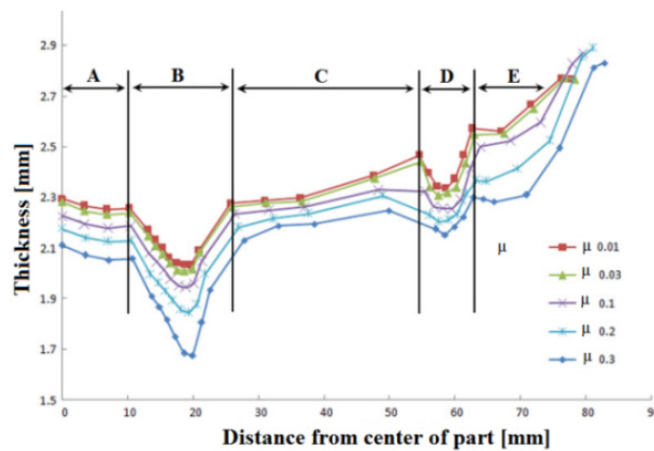 2.9
2.7
2.5
2.3
2.1
1.9
1.7
1.5
Thickness [mm]
A B C D E
μ
μ 0.01
μ 0.03
μ 0.1
μ 0.2
μ 0.3
0 10 20 30 40 50 60 70 80 9
Distance from center of part [mm]